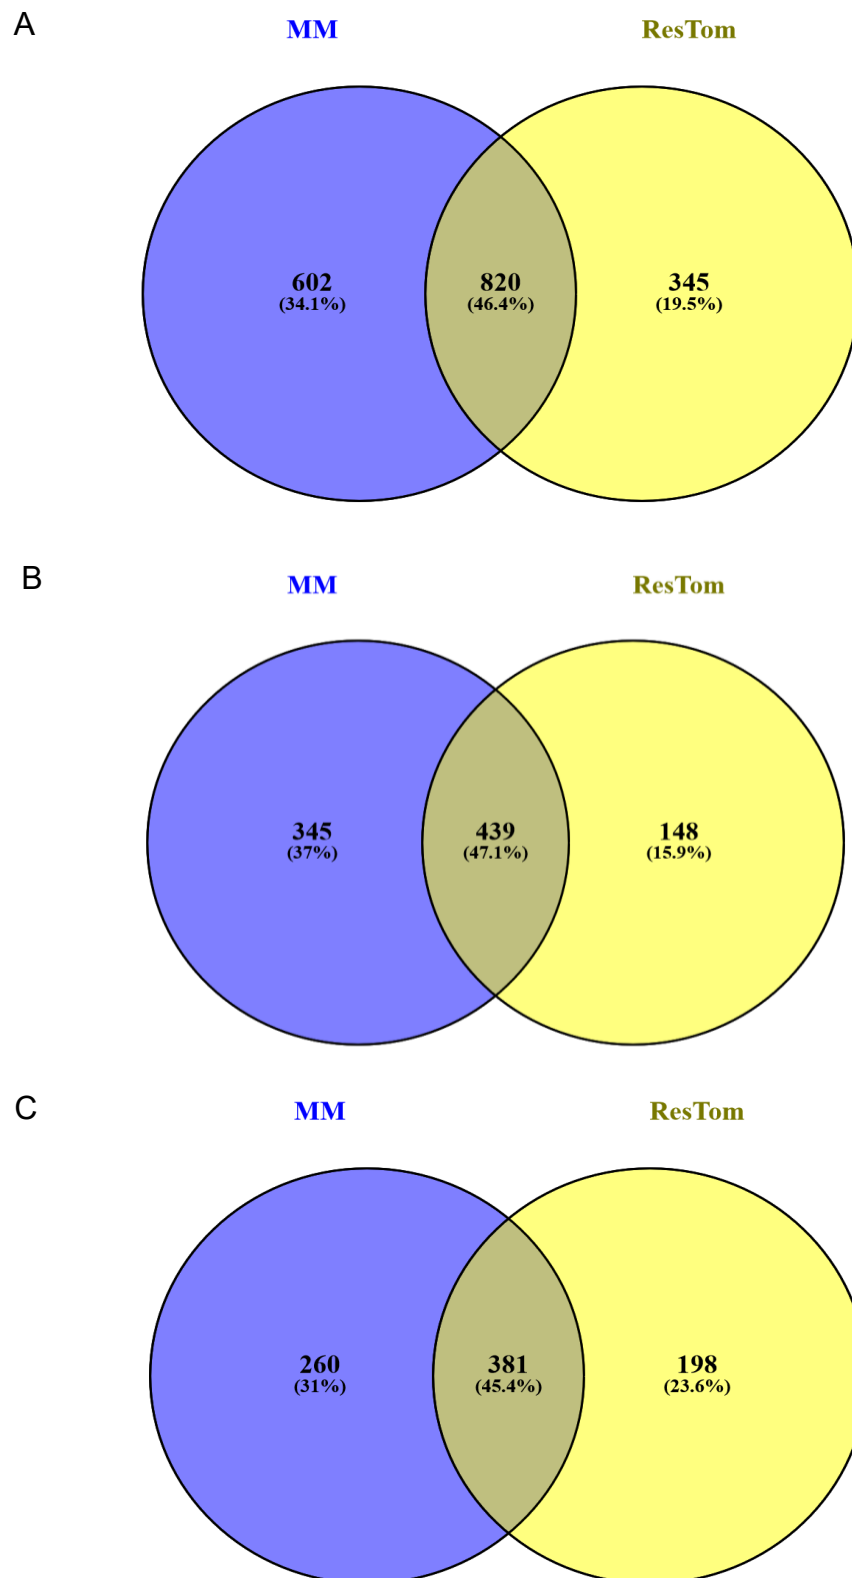 A
MM ResTom
602 820 345
(34.1%) (46.4%) (19.5%)
B
MM ResTom
345 439 148
(37%) (47.1%) (15.9%)
C
MM ResTom
260 381 198
(31%) (45.4%) (23.6%)